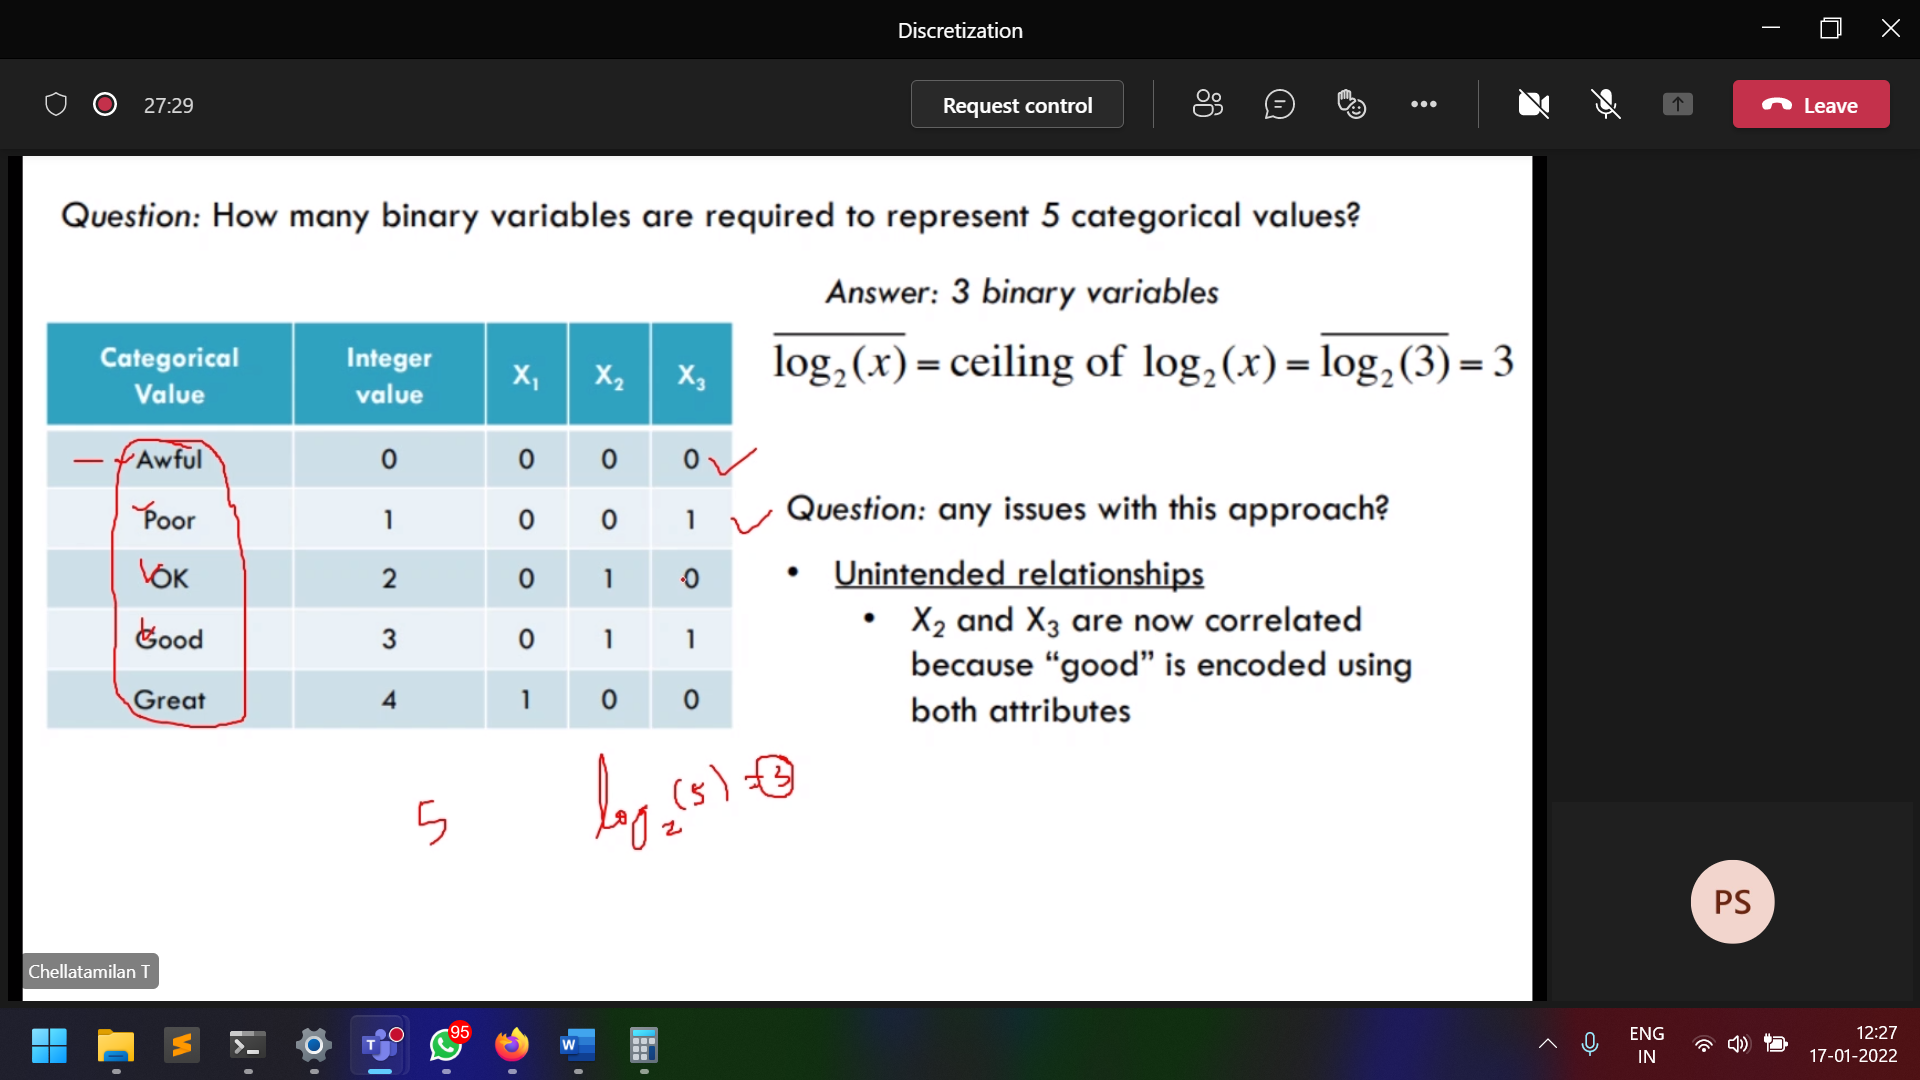 Discretization
27:29
Request control
Leave
Question: How many binary variables are required to represent 5 categorical values?
Answer: 3 binary variables
log₂(x) = ceiling of log₂(x) = log₂(3) = 3
Categorical Value Integer value X₁ X₂ X₃
Awful 0 0 0 0
Poor 1 0 0 1
OK 2 0 1 0
Good 3 0 1 1
Great 4 1 0 0
Question: any issues with this approach?
• Unintended relationships
• X₂ and X₃ are now correlated
because “good” is encoded using
both attributes
5 log₂(5) = 3
PS
Chellatamilan T
T
95
W
ENG
IN
12:27
17-01-2022